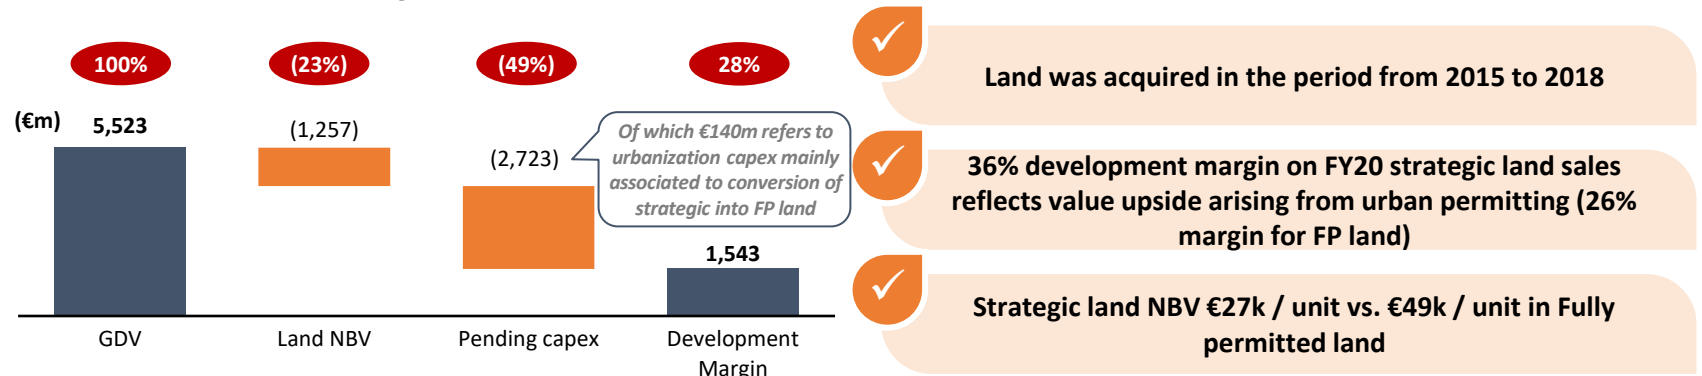 100%
(23%)
(49%)
28%
(€m)
5,523
(1,257)
(2,723)
Of which €140m refers to
urbanization capex mainly
associated to conversion of
strategic into FP land
1,543
GDV
Land NBV
Pending capex
Development
Margin
Land was acquired in the period from 2015 to 2018
36% development margin on FY20 strategic land sales
reflects value upside arising from urban permitting (26%
margin for FP land)
Strategic land NBV €27k / unit vs. €49k / unit in Fully
permitted land